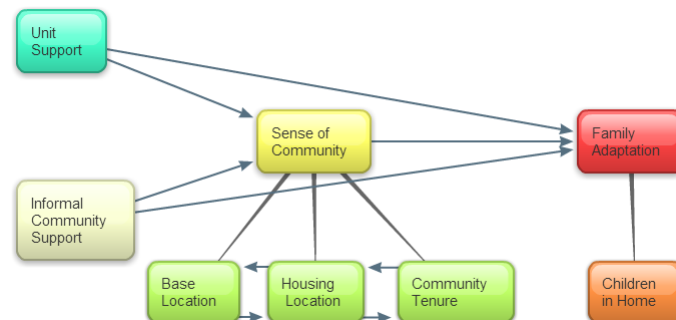 Unit
Support
Sense of
Community
Family
Adaptation
Informal
Community
Support
Base
Location
Housing
Location
Community
Tenure
Children
in Home